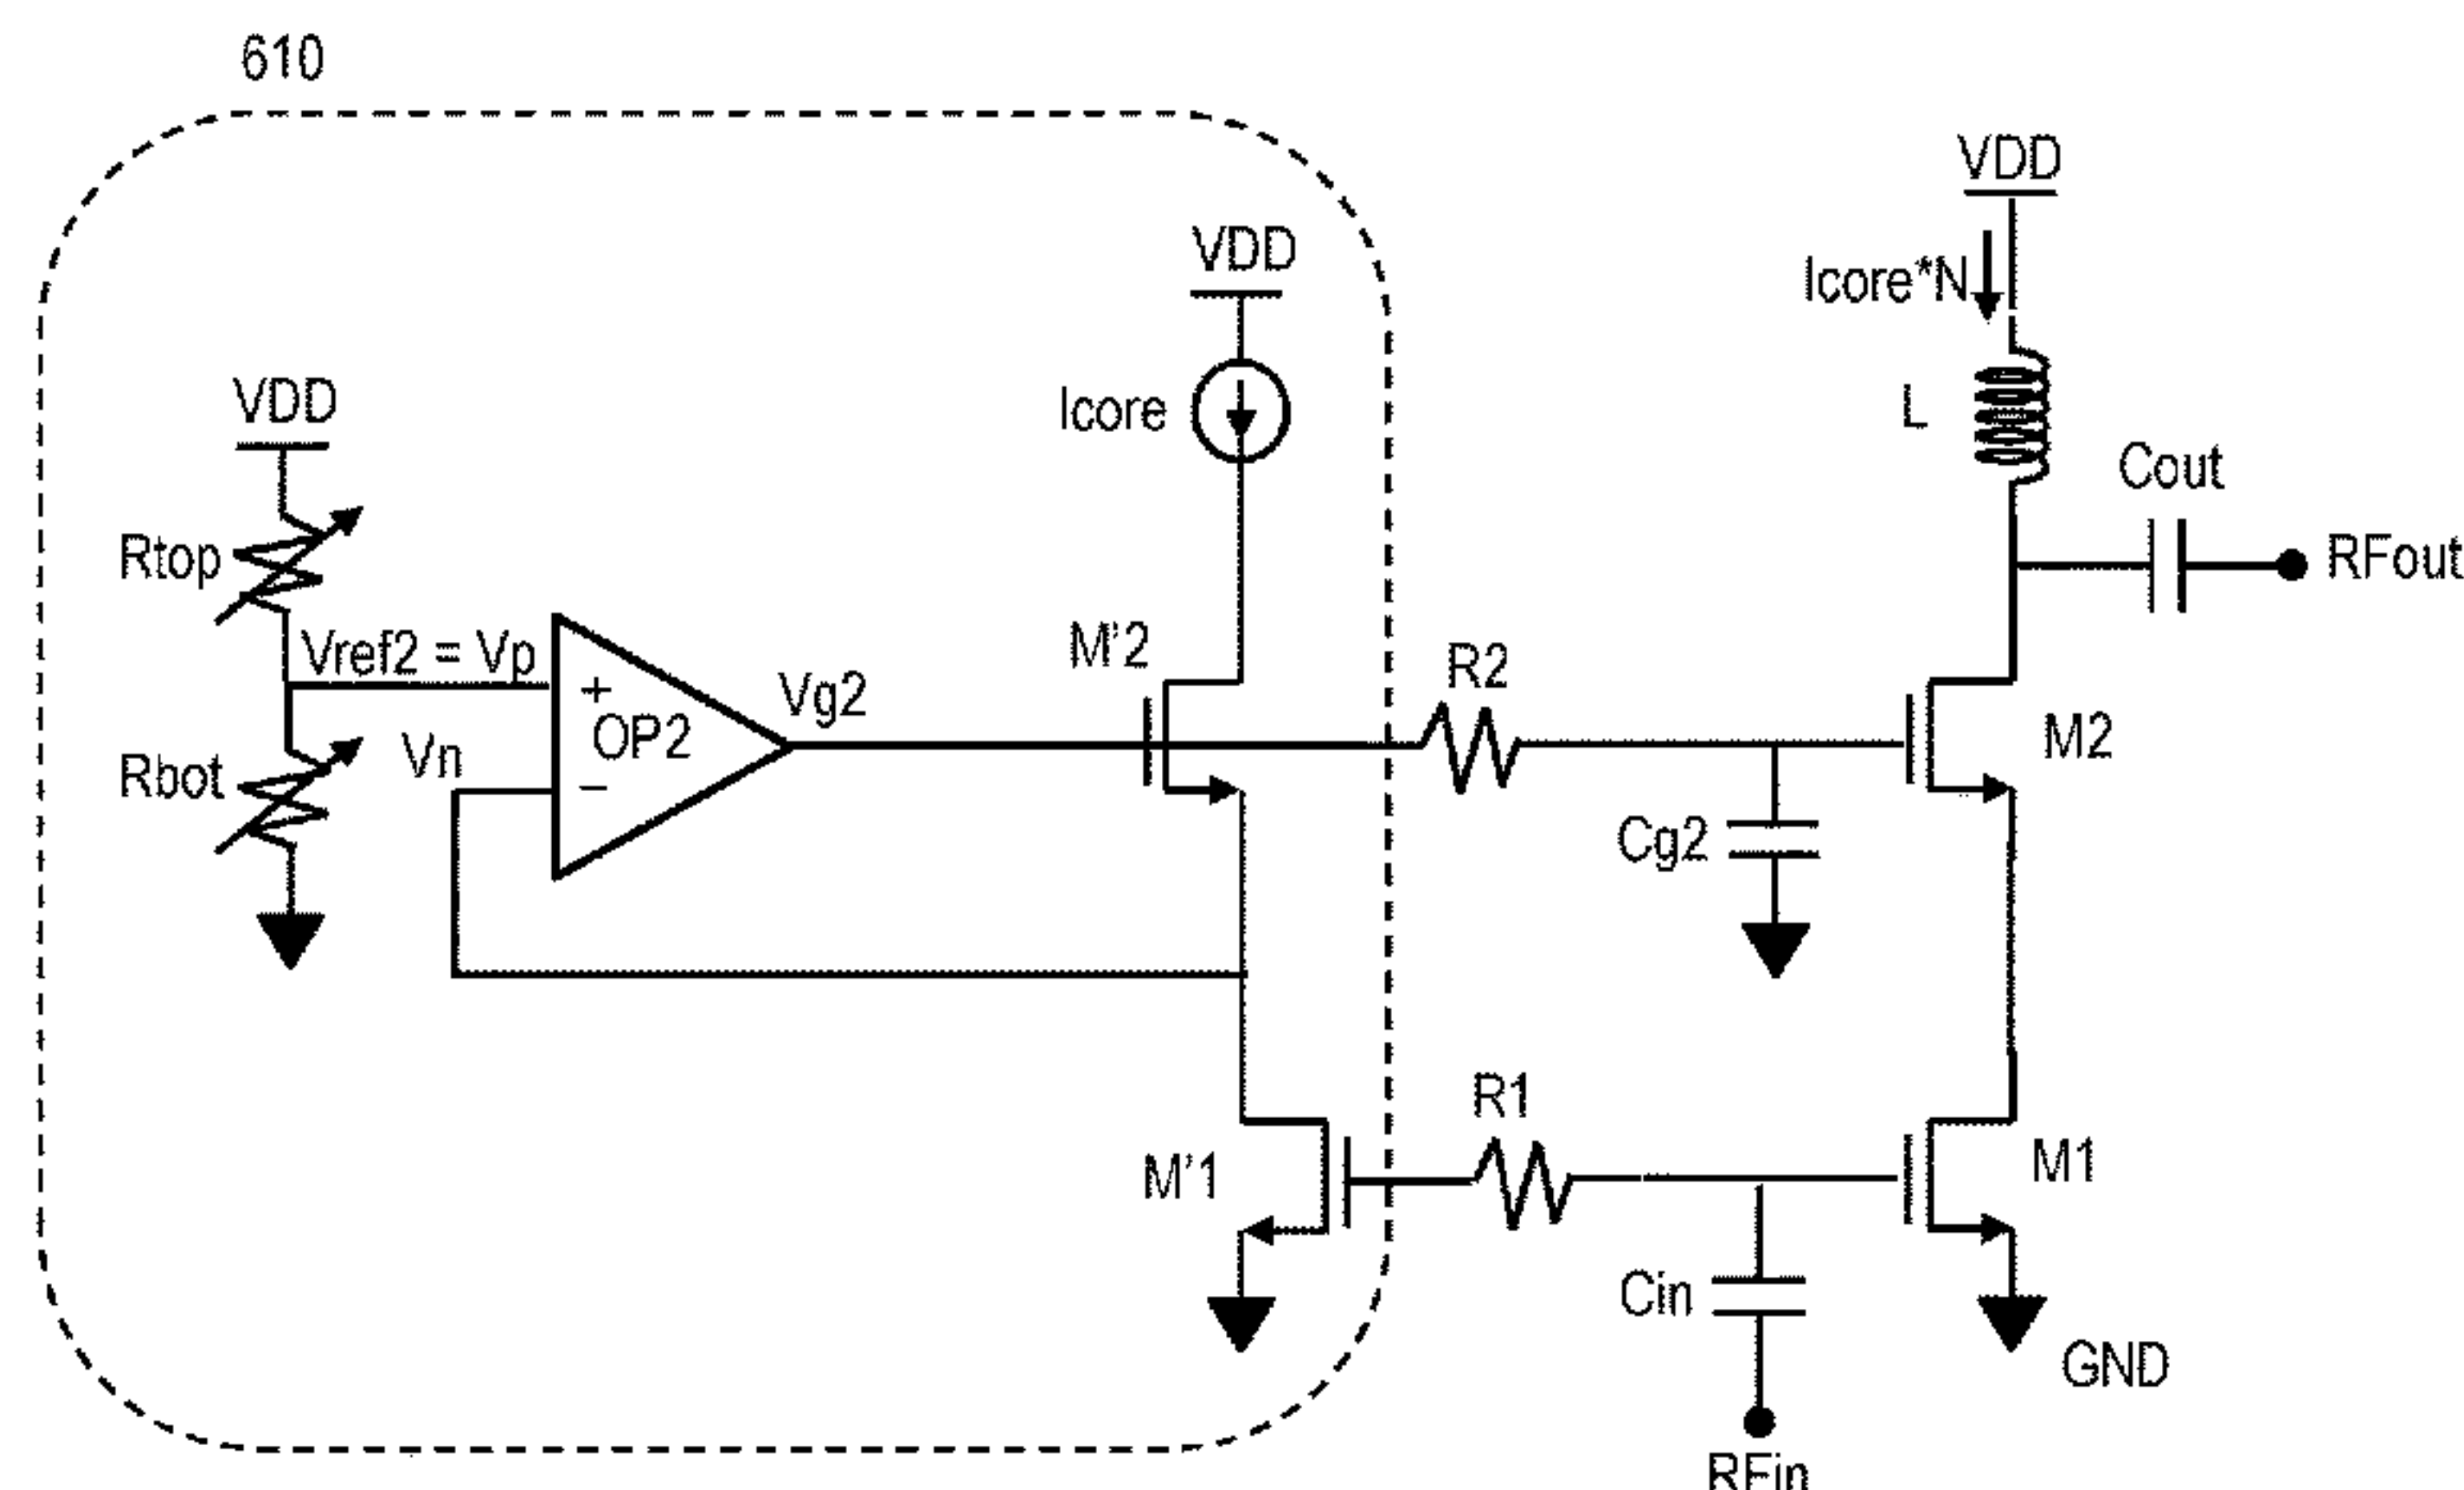 610
VDD
VDD
Icore*N
VDD
Icore
L
Cout
Rtop
RFout
Vref2 = Vp
M'2
R2
+
OP2
Vg2
M2
Rbot
Vn
−
Cg2
R1
M'1
M1
Cin
GND
RFin